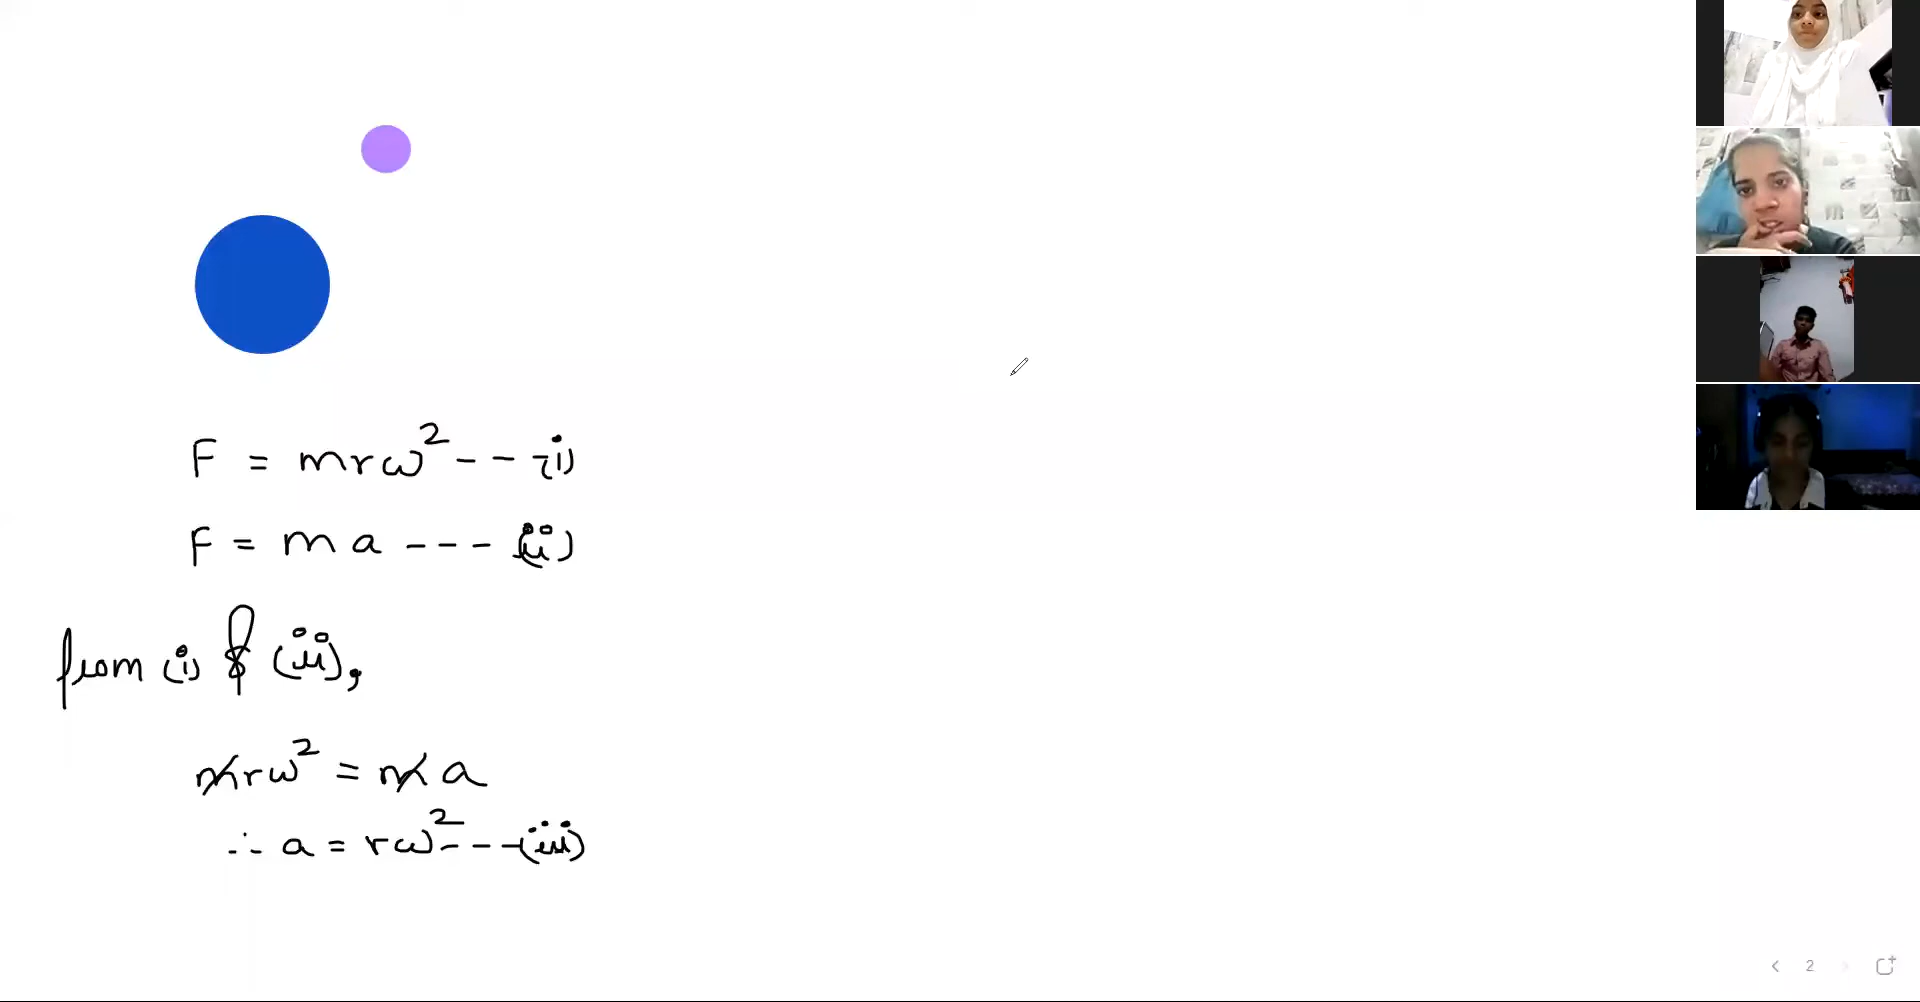 F = mrω² -- (i)
F = ma --- (ii)
from (i) & (ii),
mrω² = ma
∴ a = rω² --- (iii)
2